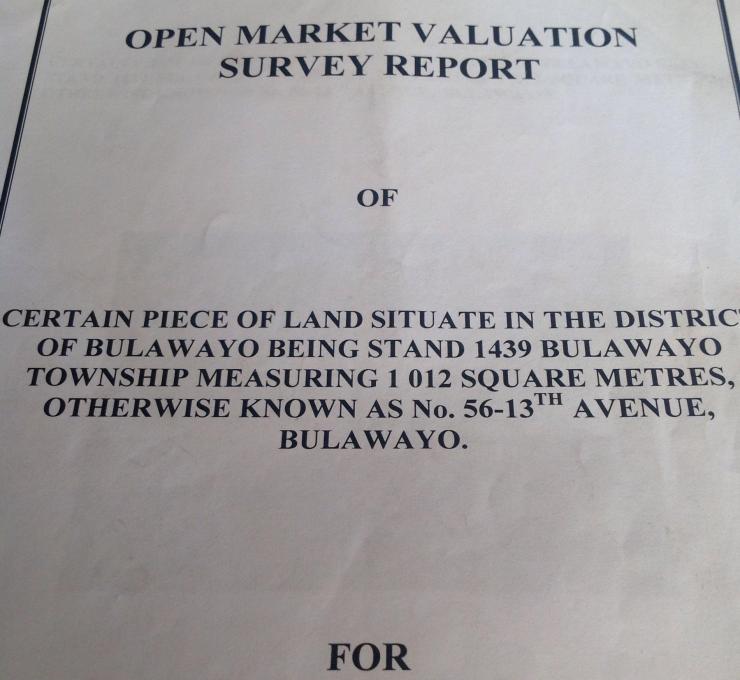 OPEN MARKET VALUATION
SURVEY REPORT
OF
CERTAIN PIECE OF LAND SITUATE IN THE DISTRIC
OF BULAWAYO BEING STAND 1439 BULAWAYO
TOWNSHIP MEASURING 1 012 SQUARE METRES,
OTHERWISE KNOWN AS No. 56-13TH AVENUE,
BULAWAYO.
FOR